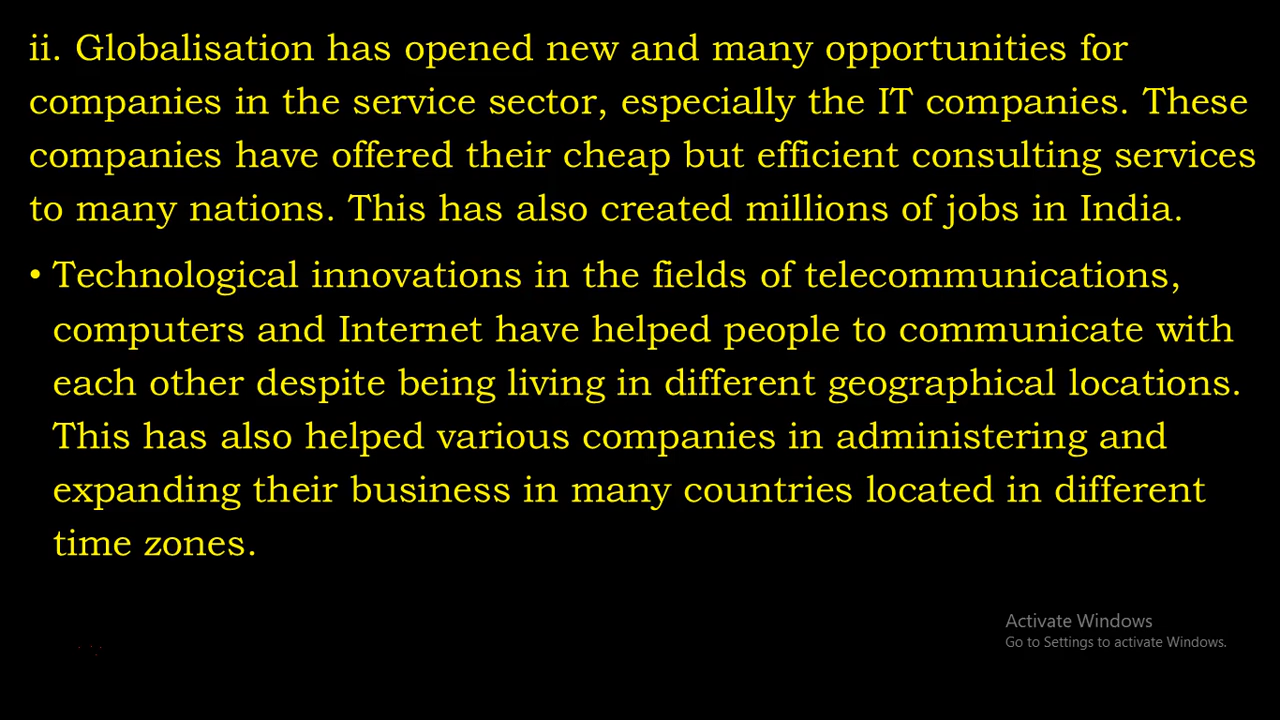 ii. Globalisation has opened new and many opportunities for
companies in the service sector, especially the IT companies. These
companies have offered their cheap but efficient consulting services
to many nations. This has also created millions of jobs in India.
• Technological innovations in the fields of telecommunications,
computers and Internet have helped people to communicate with
each other despite being living in different geographical locations.
This has also helped various companies in administering and
expanding their business in many countries located in different
time zones.
Activate Windows
Go to Settings to activate Windows.